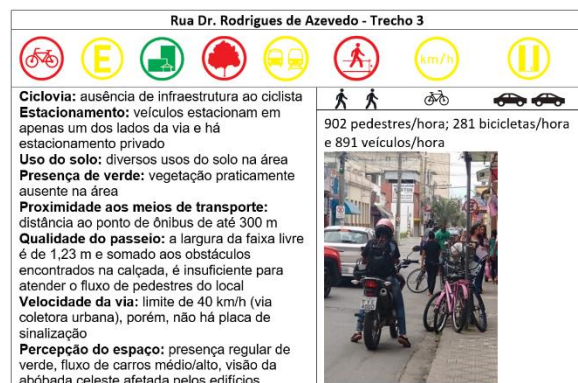 Rua Dr. Rodrigues de Azevedo - Trecho 3
E
km/h
Ciclovia: ausência de infraestrutura ao ciclista
Estacionamento: veículos estacionam em
apenas um dos lados da via e há
estacionamento privado
Uso do solo: diversos usos do solo na área
Presença de verde: vegetação praticamente
ausente na área
Proximidade aos meios de transporte:
distância ao ponto de ônibus de até 300 m
Qualidade do passeio: a largura da faixa livre
é de 1,23 m e somado aos obstáculos
encontrados na calçada, é insuficiente para
atender o fluxo de pedestres do local
Velocidade da via: limite de 40 km/h (via
coletora urbana), porém, não há placa de
sinalização
Percepção do espaço: presença regular de
verde, fluxo de carros médio/alto, visão da
abóbada celeste afetada pelos edifícios
902 pedestres/hora; 281 bicicletas/hora
e 891 veículos/hora